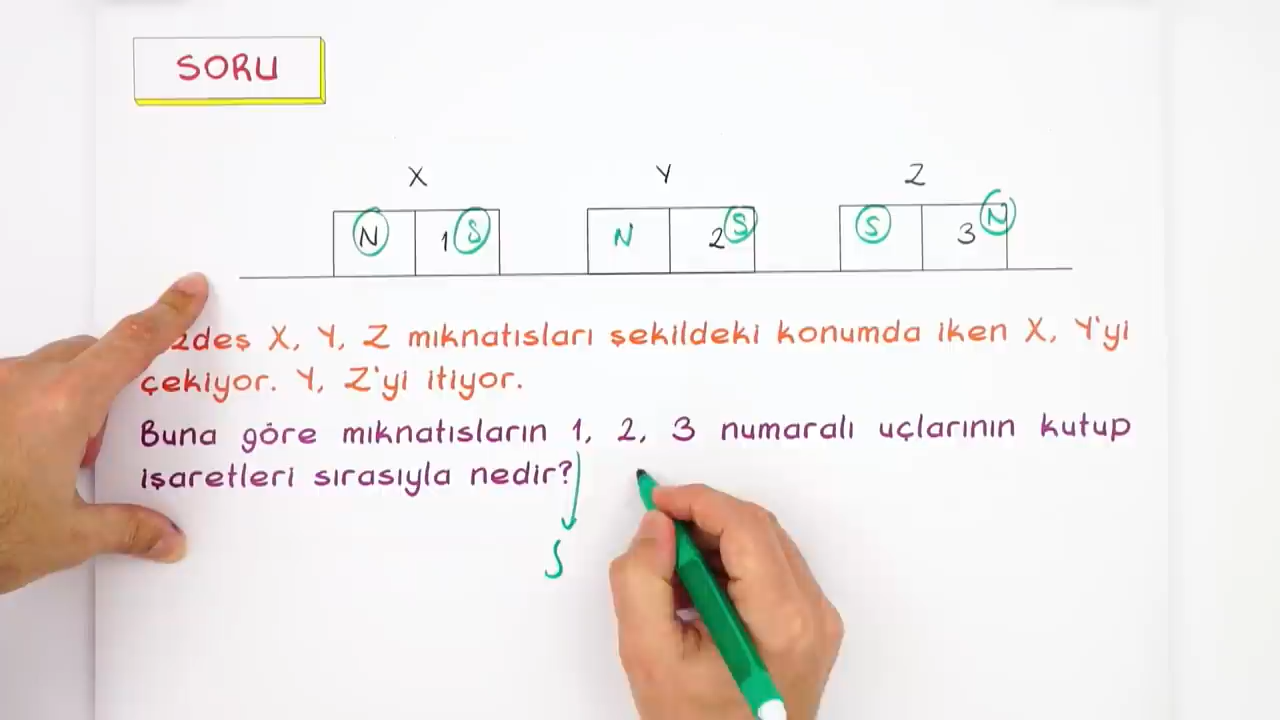 SORU
X Y Z
N 1 S N 2 S S 3 N
X, Y, Z mıknatısları şekildeki konumda iken X, Y'yi
çekiyor. Y, Z'yi itiyor.
Buna göre mıknatısların 1, 2, 3 numaralı uçlarının kutup
işaretleri sırasıyla nedir?
S